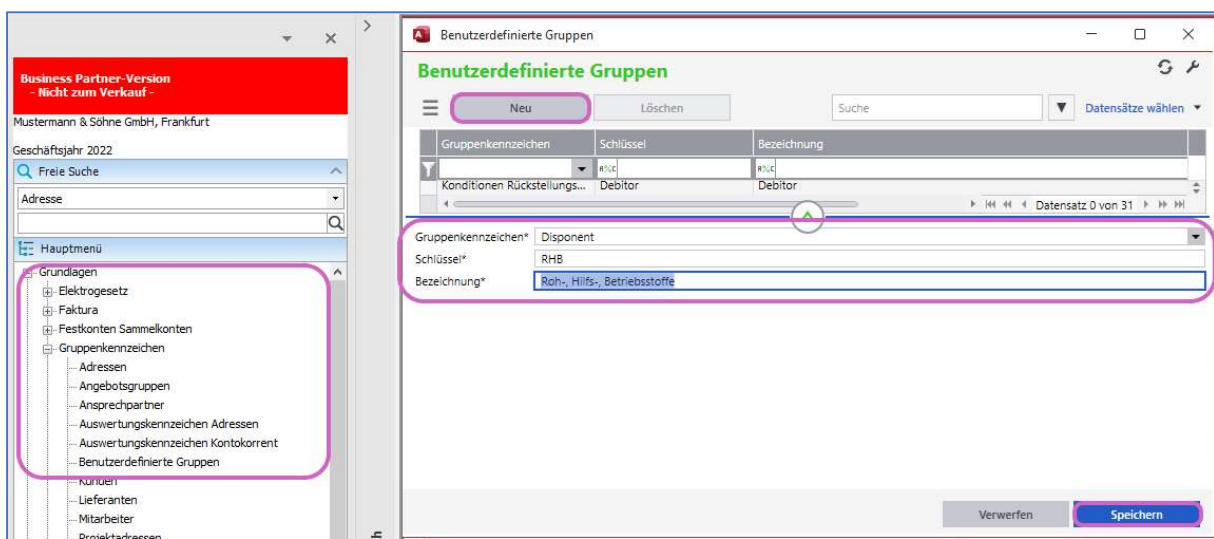 Business Partner-Version
- Nicht zum Verkauf -
Mustermann & Söhne GmbH, Frankfurt
Geschäftsjahr 2022
Freie Suche
Adresse
Hauptmenü
Grundlagen
Elektrogesetz
Faktura
Festkonten Sammelkonten
Gruppenkennzeichen
Adressen
Angebotsgruppen
Ansprechpartner
Auswertungskennzeichen Adressen
Auswertungskennzeichen Kontokorrent
Benutzerdefinierte Gruppen
Kunden
Lieferanten
Mitarbeiter
Projektadressen
Benutzerdefinierte Gruppen
Benutzerdefinierte Gruppen
Neu Löschen Suche Datensätze wählen
Gruppenkennzeichen Schlüssel Bezeichnung
Konditionen Rückstellungs... Debitor Debitor
Datensatz 0 von 31
Gruppenkennzeichen* Disponent
Schlüssel* RHB
Bezeichnung* Roh-, Hilfs-, Betriebsstoffe
Verwerfen Speichern